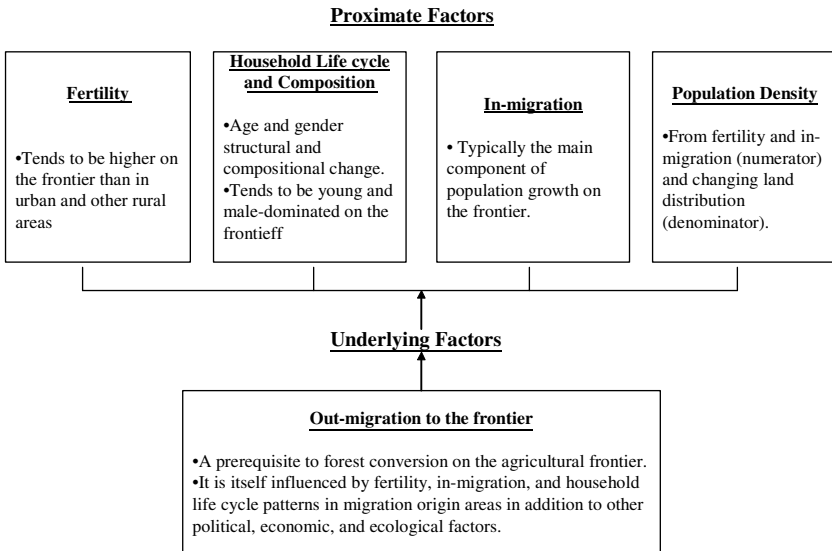 Proximate Factors
Fertility
•Tends to be higher on
the frontier than in
urban and other rural
areas
Household Life cycle
and Composition
•Age and gender
structural and
compositional change.
•Tends to be young and
male-dominated on the
frontieff
In-migration
• Typically the main
component of
population growth on
the frontier.
Population Density
•From fertility and in-
migration (numerator)
and changing land
distribution
(denominator).
Underlying Factors
Out-migration to the frontier
•A prerequisite to forest conversion on the agricultural frontier.
•It is itself influenced by fertility, in-migration, and household
life cycle patterns in migration origin areas in addition to other
political, economic, and ecological factors.